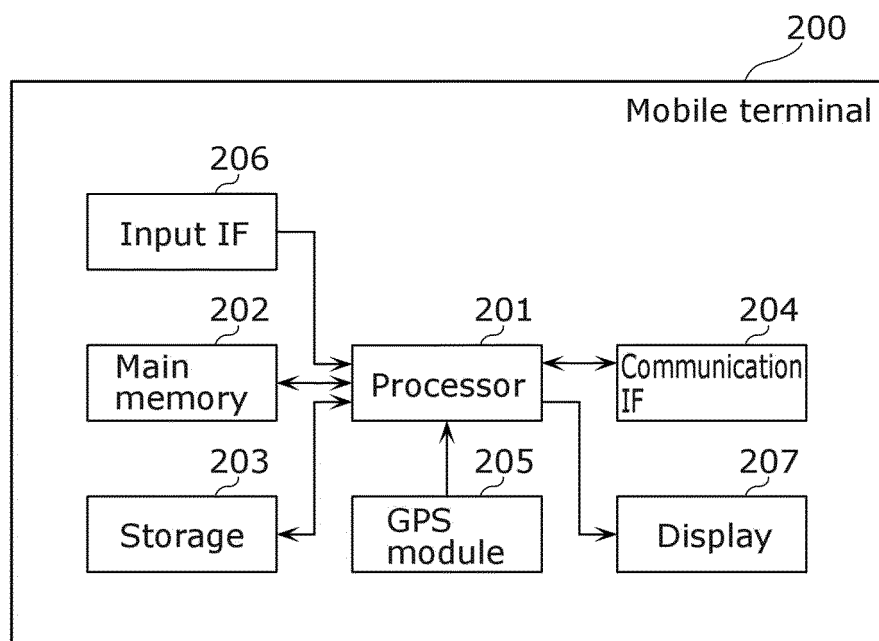 200
Mobile terminal
206
Input IF
202
201
204
Main
memory
Processor
Communication
IF
203
205
207
Storage
GPS
module
Display